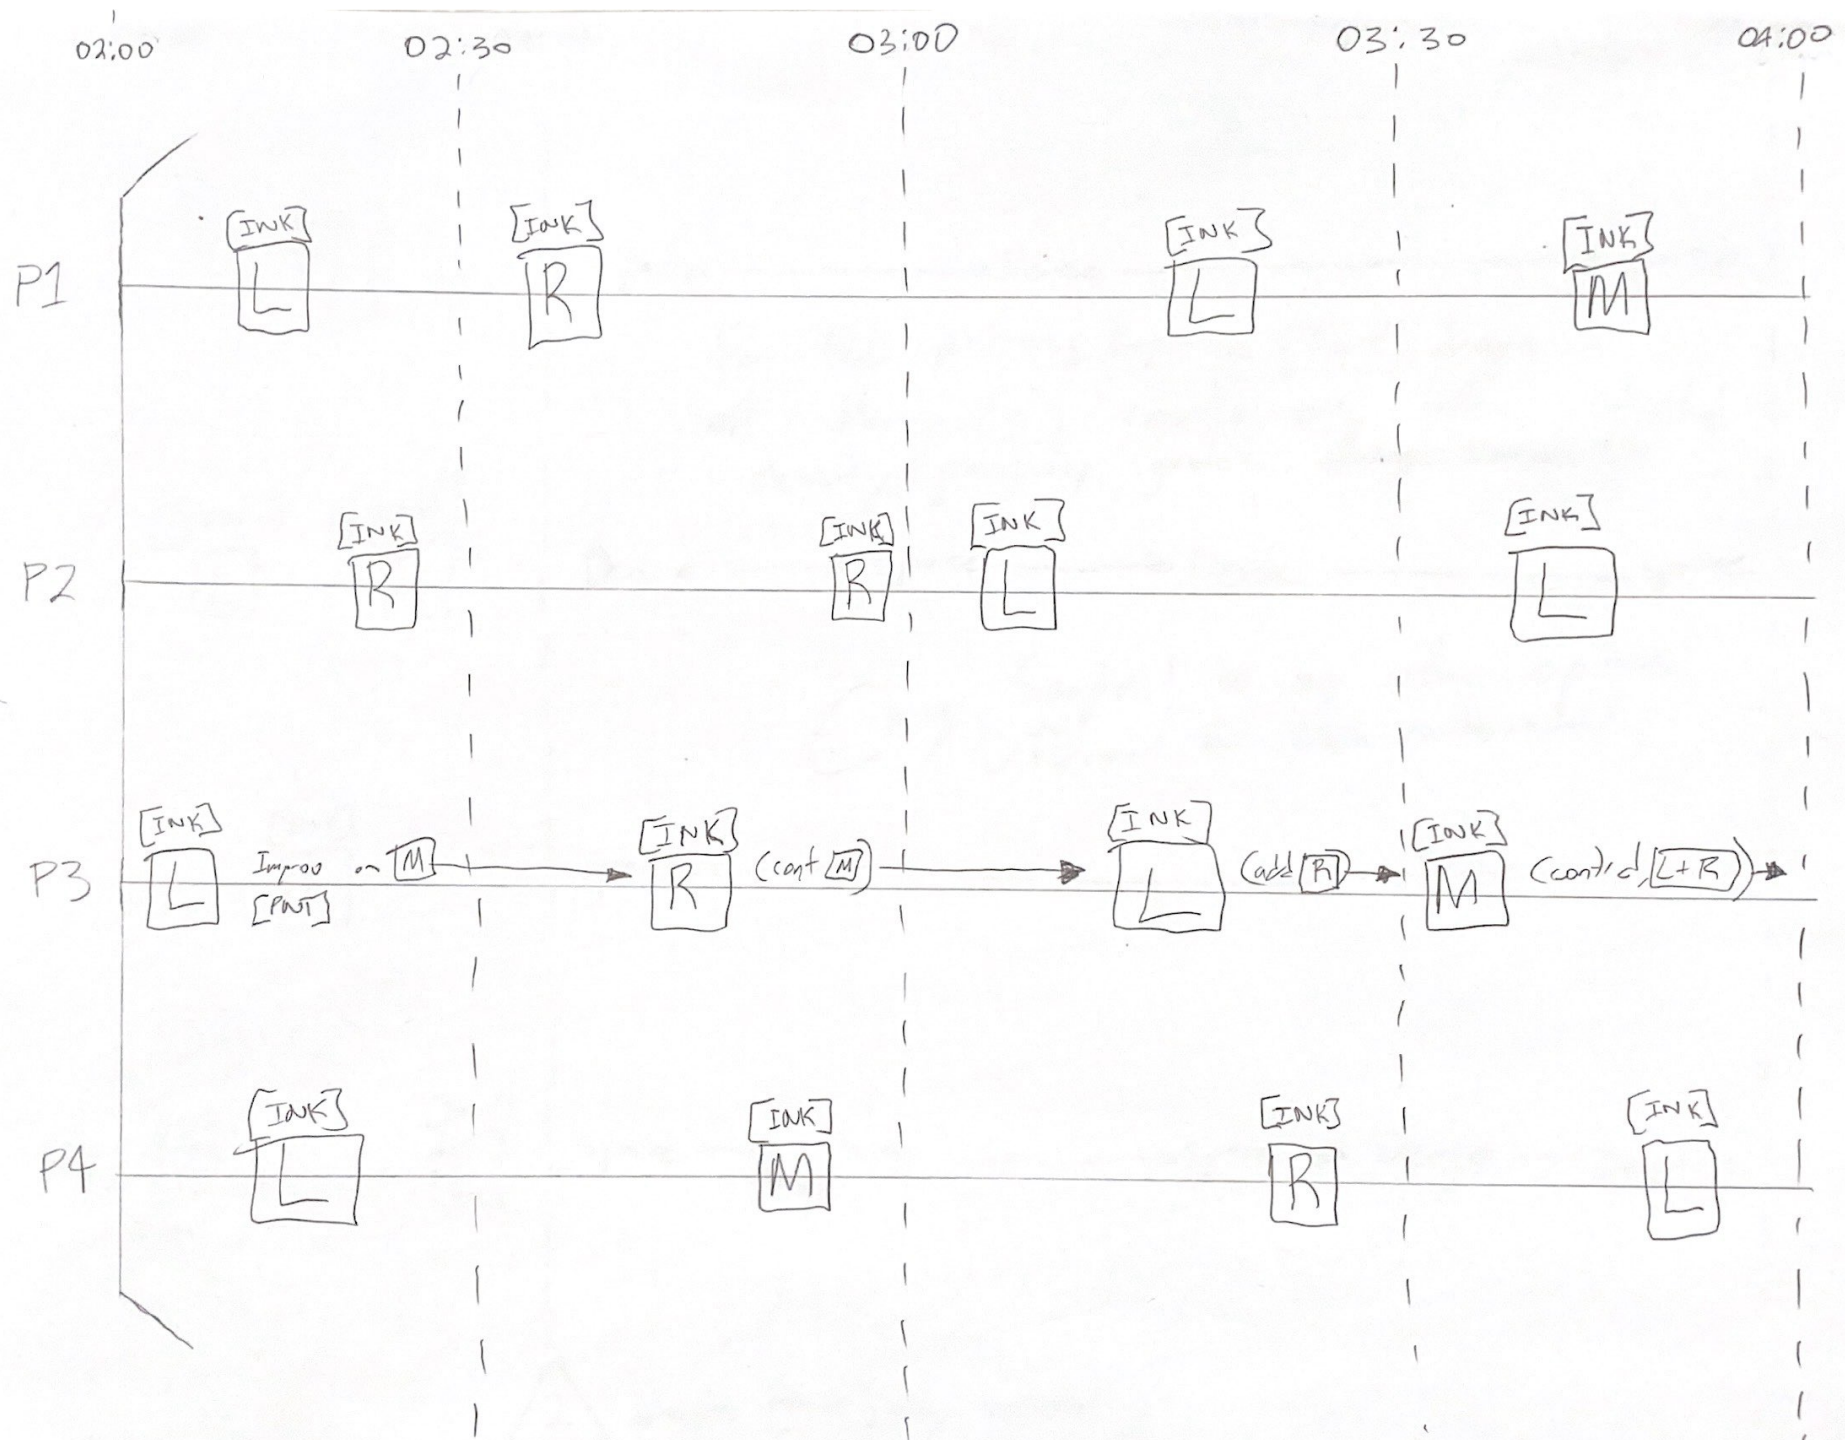 02:00 02:30 03:00 03:30 04:00
[INK] [INK] [INK] [INK]
P1 L R L M
[INK] [INK] [INK] [INK]
P2 R R L L
[INK] [INK] [INK] [INK]
P3 L Improv on M R (cont M) L (add R) M (cont'd, L+R)
[PNT]
[INK] [INK] [INK] [INK]
P4 L M R L